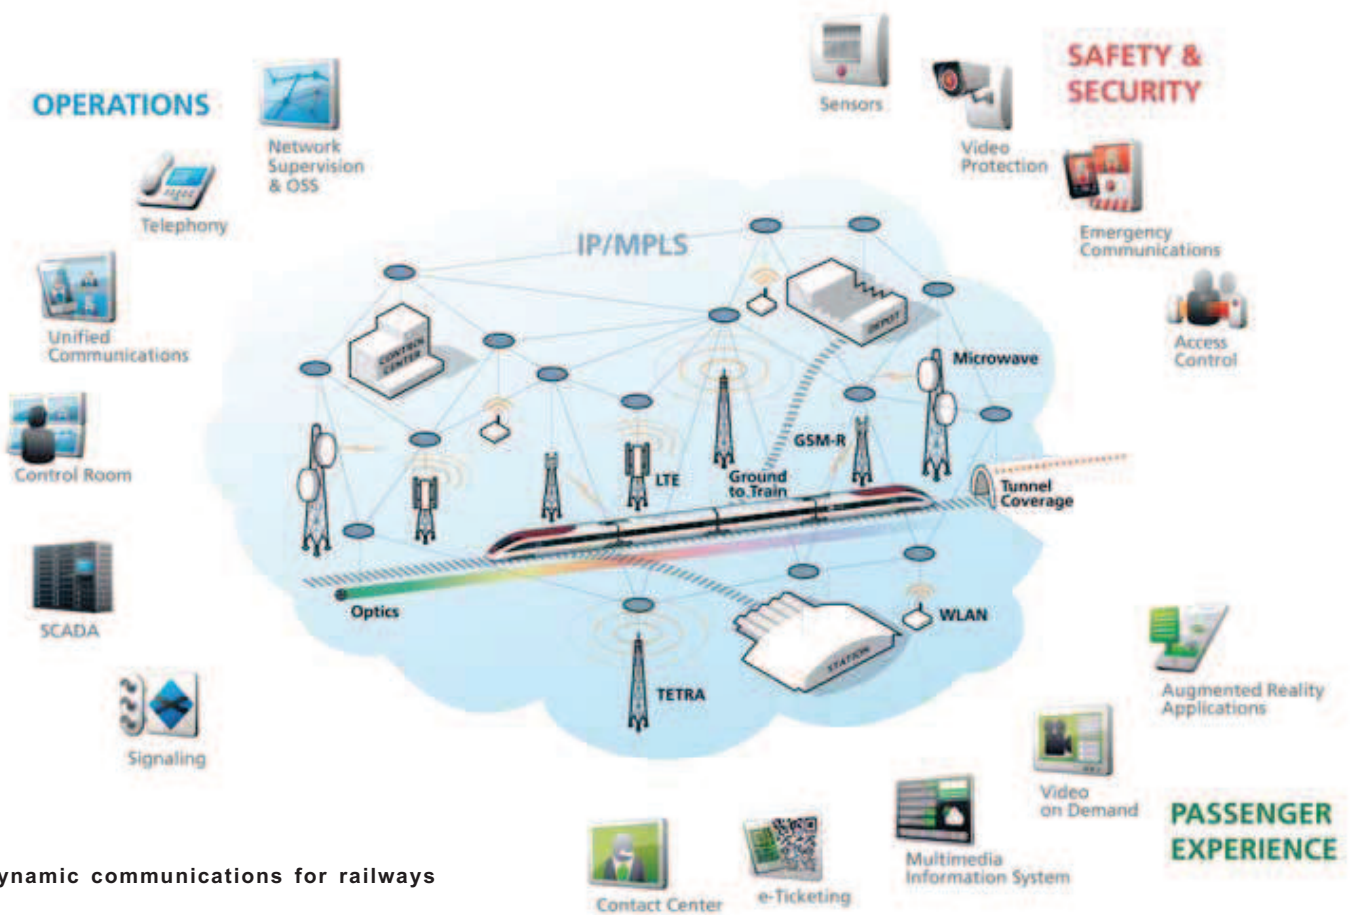 OPERATIONS
Network
Supervision
& OSS
Telephony
Unified
Communications
Control Room
SCADA
Signaling
Sensors
SAFETY &
SECURITY
Video
Protection
Emergency
Communications
Access
Control
IP/MPLS
CONTROL
CENTER
DEPOT
Microwave
GSM-R
LTE
Ground
to Train
Tunnel
Coverage
Optics
WLAN
STATION
TETRA
Augmented Reality
Applications
Video
on Demand
PASSENGER
EXPERIENCE
Multimedia
Information System
e-Ticketing
Contact Center
ynamic communications for railways